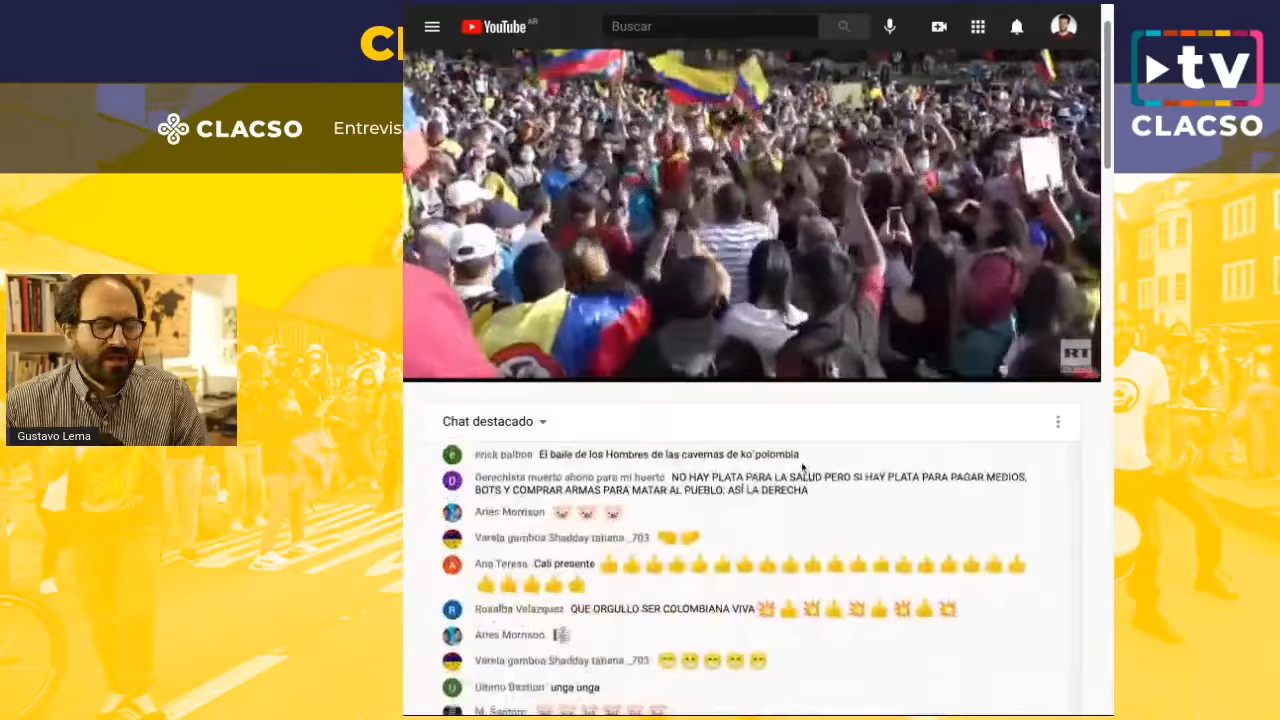 YouTube AR
Buscar
tv
CLACSO
CLACSO
Entrevis
RT
Gustavo Lema
Chat destacado
erick balboa El baile de los Hombres de las cavernas de ko´polombia
Derechista muerto abono para mi huerto NO HAY PLATA PARA LA SALUD PERO SI HAY PLATA PARA PAGAR MEDIOS,
BOTS Y COMPRAR ARMAS PARA MATAR AL PUEBLO. ASÍ LA DERECHA
Aries Morrison 🐷 🐷 🐷
Varela gamboa Shadday tatiana _703
Ana Teresa Cali presente 👍👍👍👍👍👍👍👍👍👍👍👍👍👍👍👍👍👍👍
👍👍👍👍👍
Rosalba Velazquez QUE ORGULLO SER COLOMBIANA VIVA 💥👍💥👍💥👍💥👍💥
Aries Morrison
Varela gamboa Shadday tatiana _703 😁😁😁😁😁
unga unga